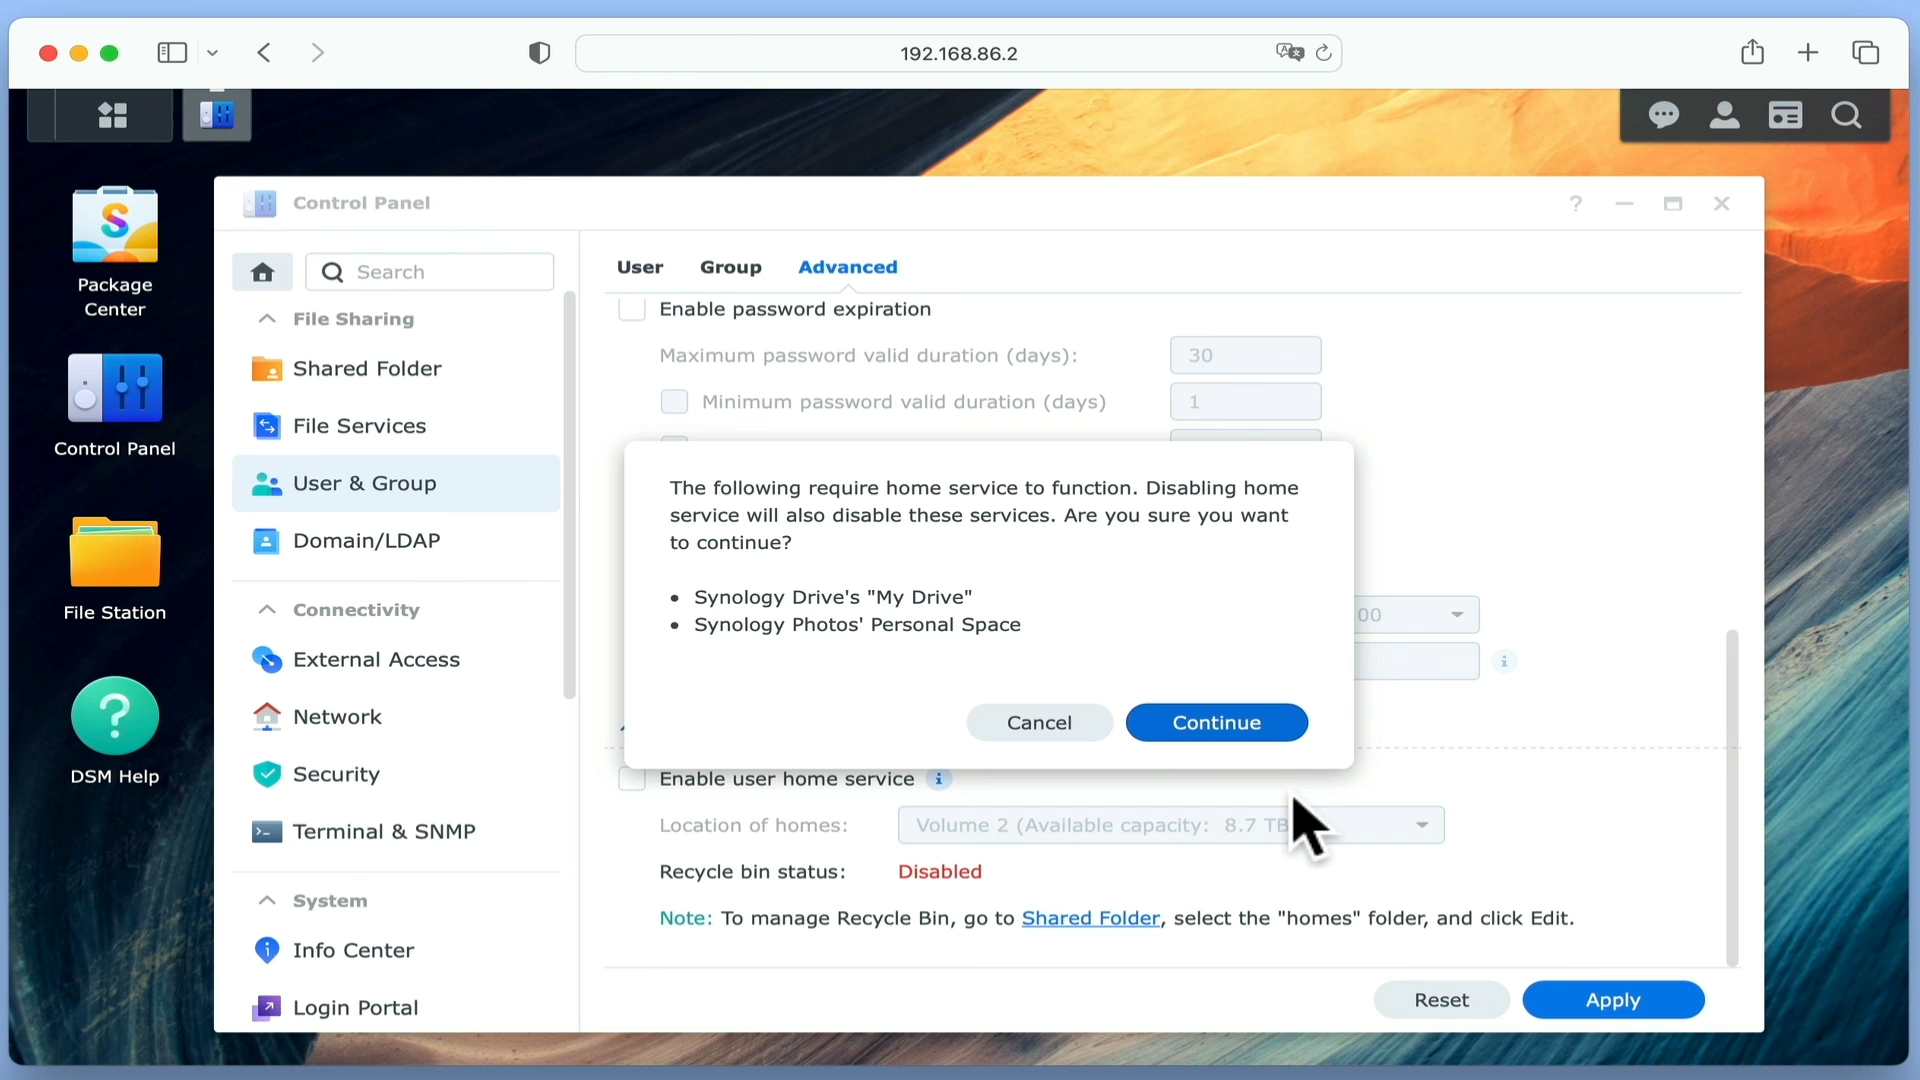 192.168.86.2
Package
Center
Control Panel
File Station
DSM Help
Control Panel
Search
File Sharing
Shared Folder
File Services
User & Group
Domain/LDAP
Connectivity
External Access
Network
Security
Terminal & SNMP
System
Info Center
Login Portal
User Group Advanced
Enable password expiration
Maximum password valid duration (days): 30
Minimum password valid duration (days) 1
The following require home service to function. Disabling home
service will also disable these services. Are you sure you want
to continue?
• Synology Drive's "My Drive"
• Synology Photos' Personal Space
Cancel Continue
00
Enable user home service
Location of homes: Volume 2 (Available capacity: 8.7 TB
Recycle bin status: Disabled
Note: To manage Recycle Bin, go to Shared Folder, select the "homes" folder, and click Edit.
Reset Apply